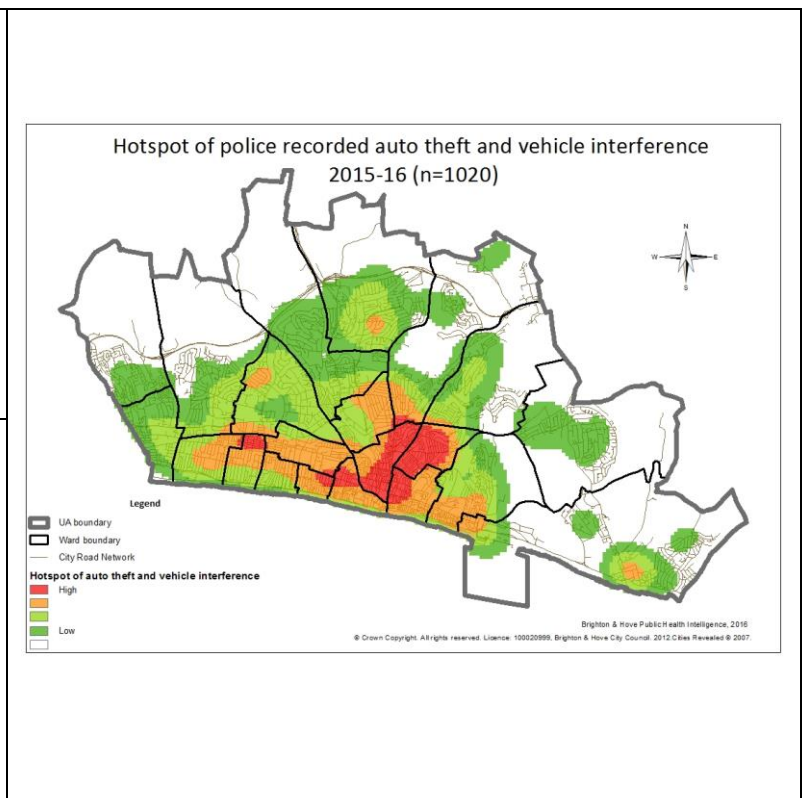 Hotspot of police recorded auto theft and vehicle interference
2015-16 (n=1020)
N
W
E
S
Legend
UA boundary
Ward boundary
City Road Network
Hotspot of auto theft and vehicle interference
High
Low
Brighton & Hove Public Health Intelligence, 2016
© Crown Copyright. All rights reserved. Licence: 100020999, Brighton & Hove City Council. 2012.Cities Revealed © 2007.